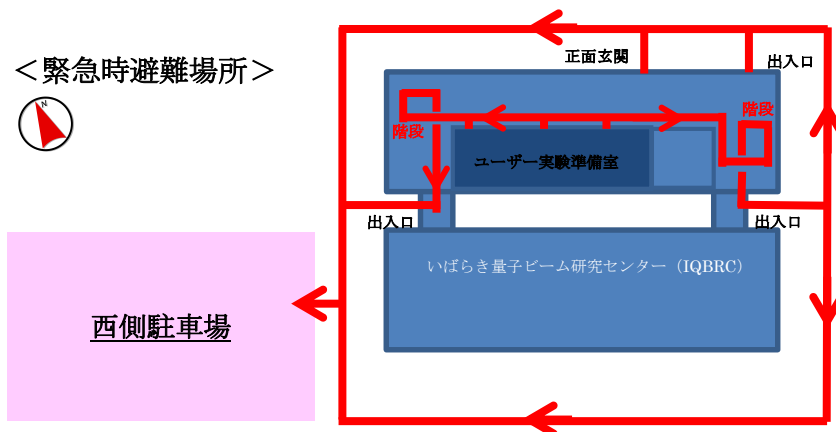 ＜緊急時避難場所＞
N
正面玄関
出入口
階段
階段
ユーザー実験準備室
出入口
出入口
いばらき量子ビーム研究センター（IQBRC）
西側駐車場